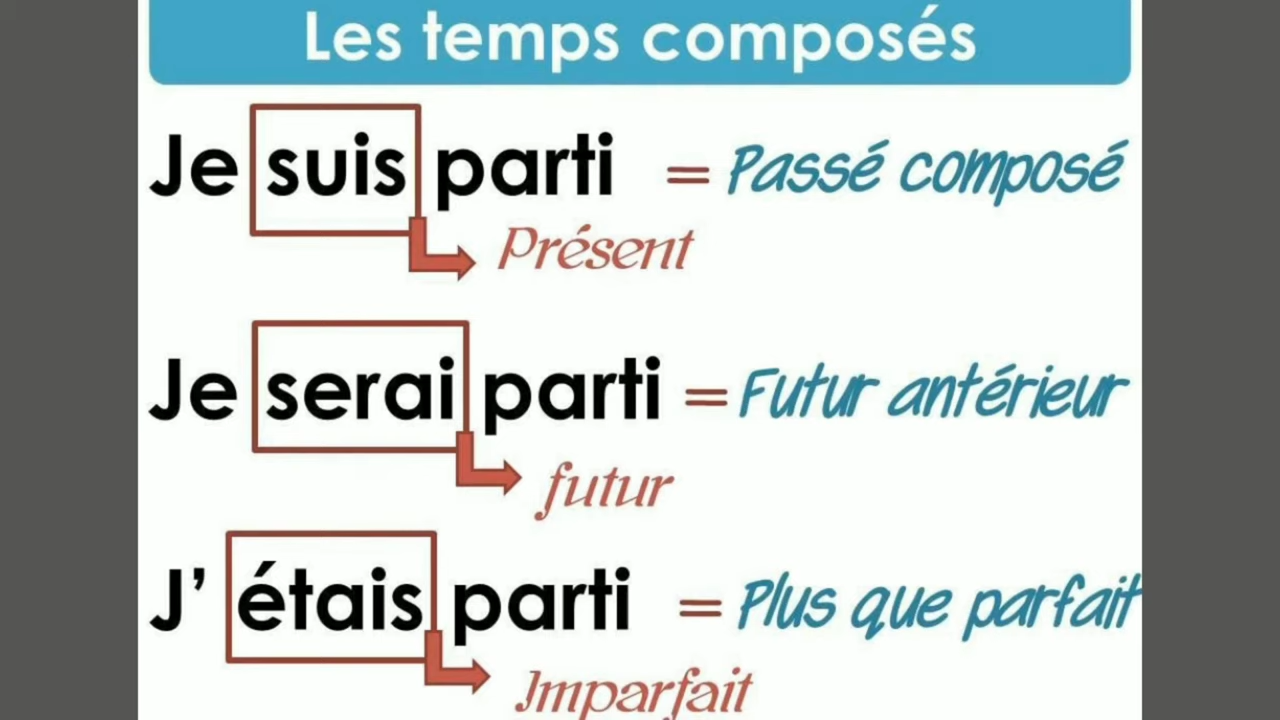 Les temps composés
Je suis parti = Passé composé
Présent
Je serai parti = Futur antérieur
futur
J' étais parti = Plus que parfait
Imparfait